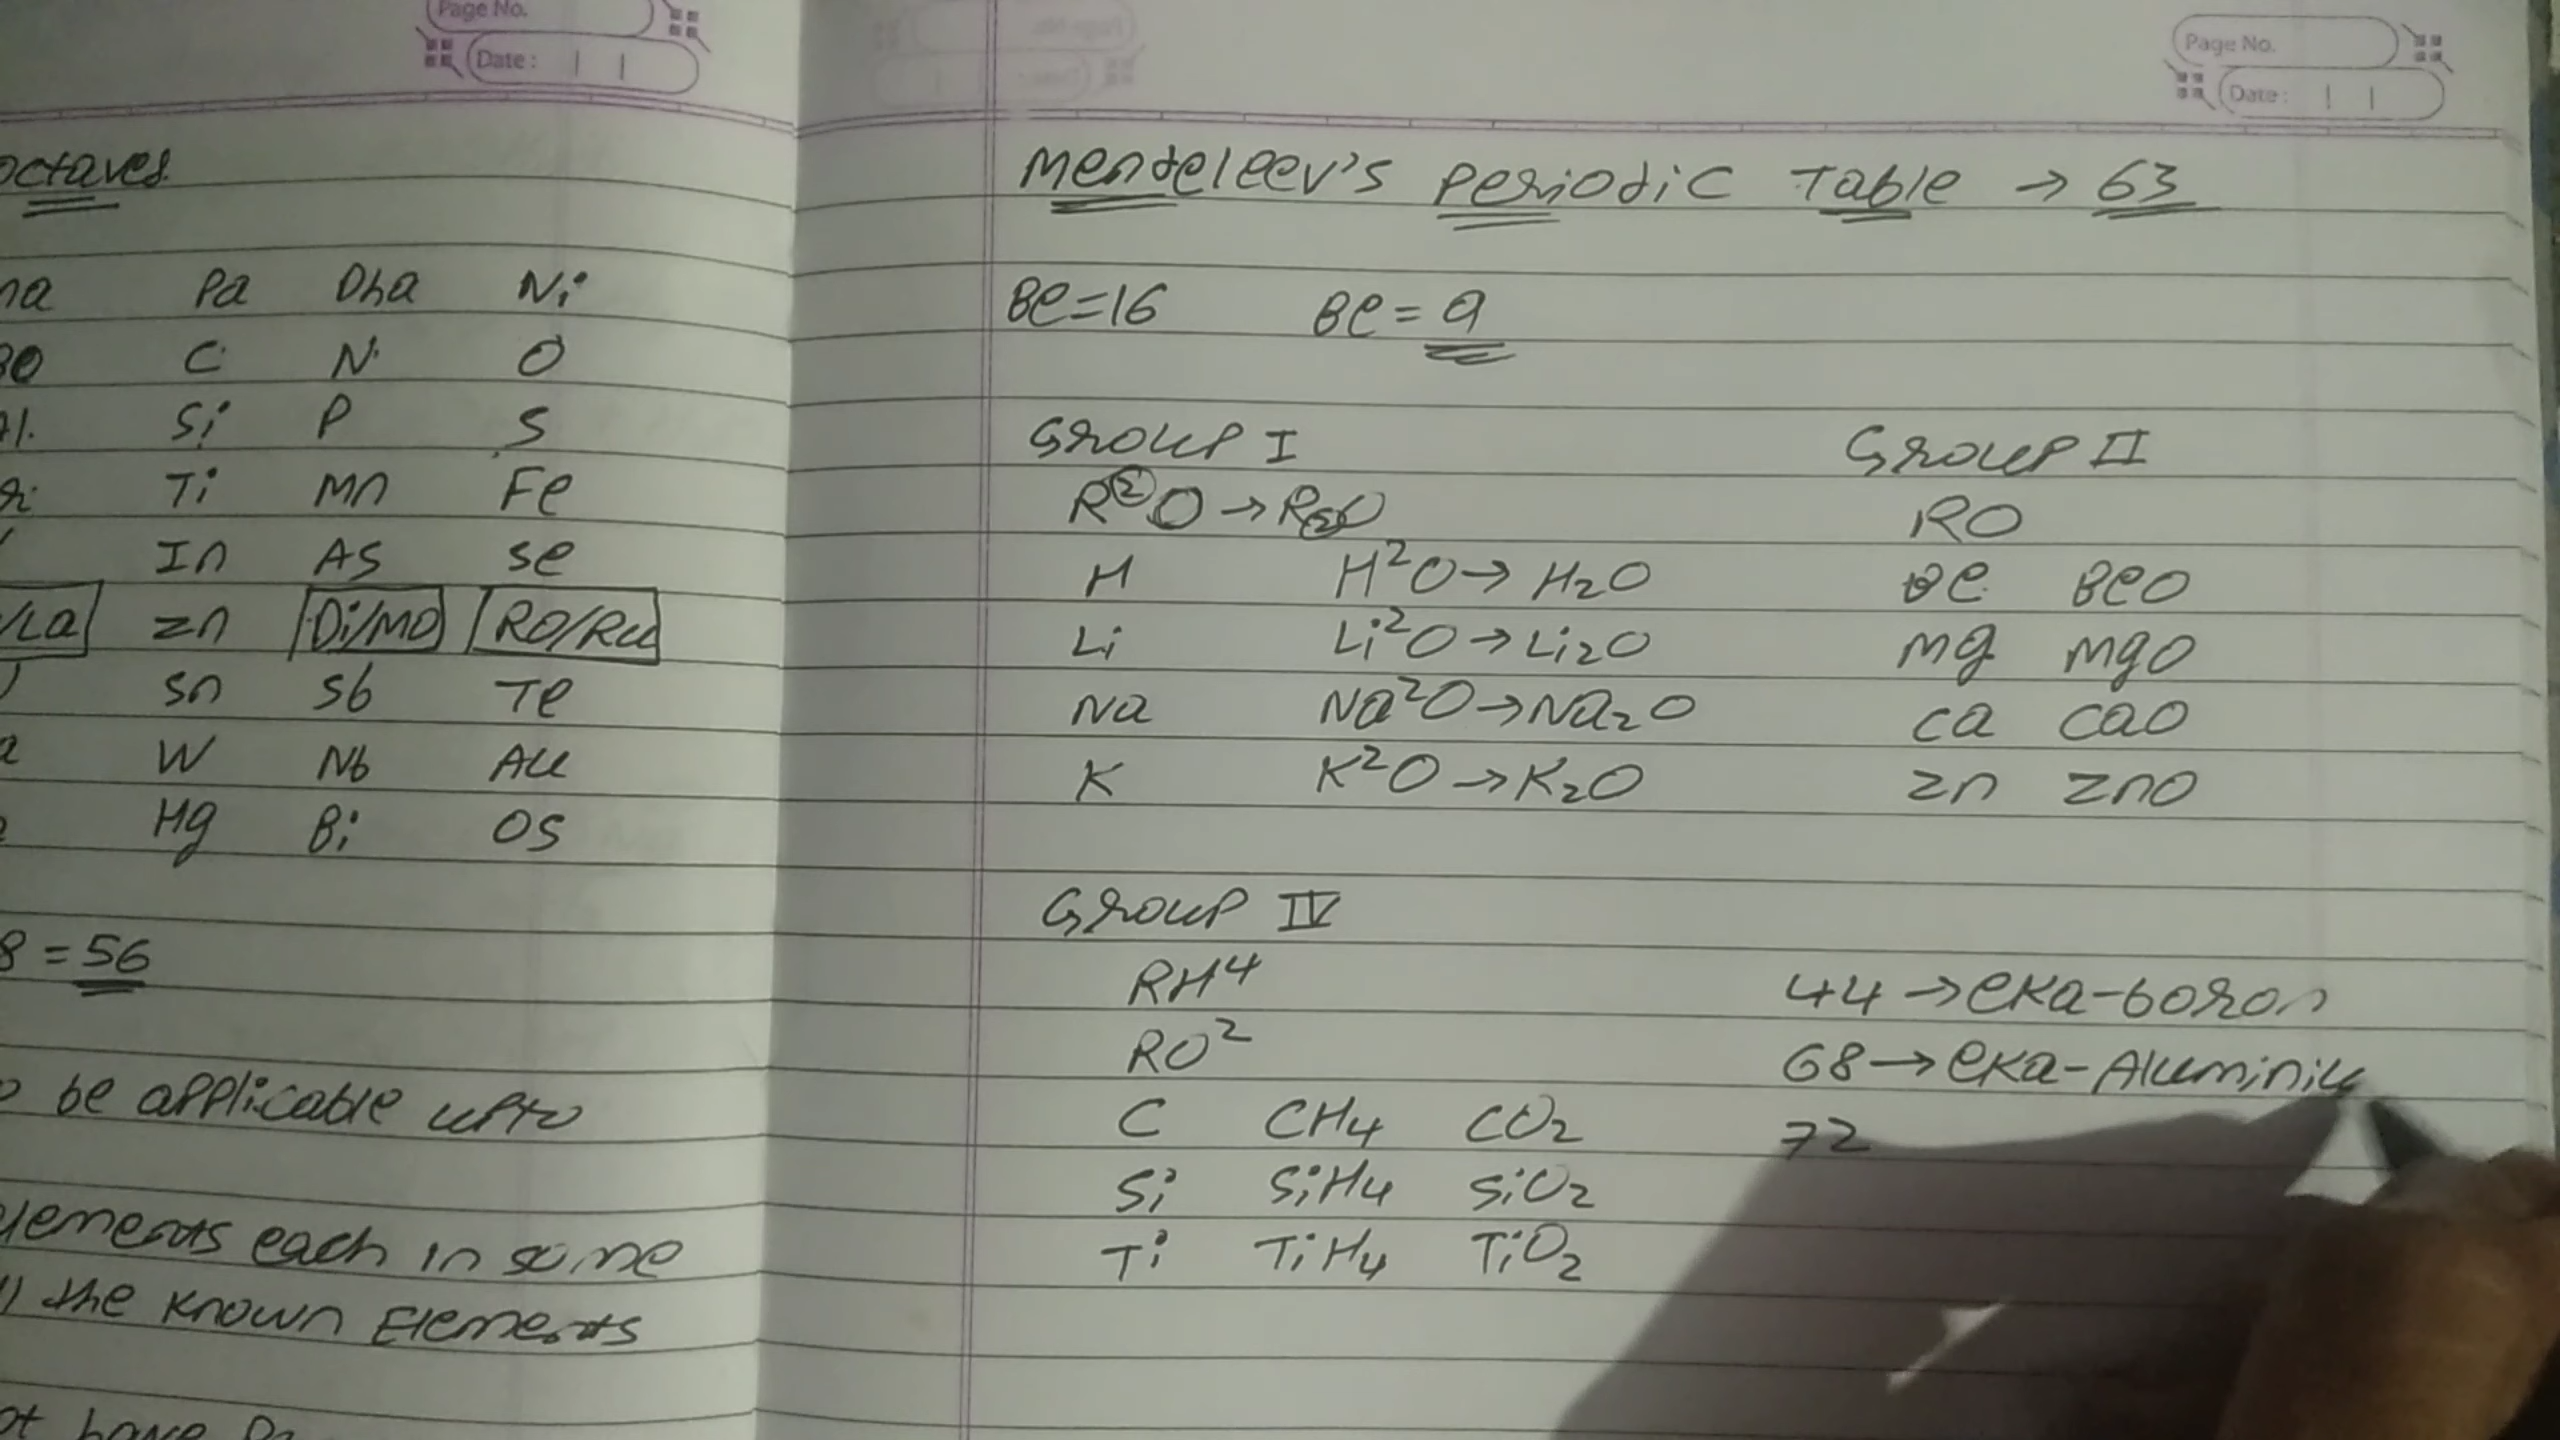 Page No.
Date :
octaves
Pa Dha Ni
C N O
Si P S
Ti Mn Fe
In As Se
/La Zn Di/Mo Ro/Ru
Sn Sb Te
W Nb Au
Hg Bi Os
8 = 56
be applicable upto
elements each in some
the known Elements
Page No.
Date :
Mendeleev's Periodic Table → 63
Be=16 Be = 9
Group I Group II
R²O → R₂O RO
H H²O → H₂O Be BeO
Li Li²O → Li₂O Mg MgO
Na Na²O → Na₂O Ca CaO
K K²O → K₂O Zn ZnO
Group IV
RH⁴ 44 → eka-boron
RO² 68 → eka-Aluminiu
C CH₄ CO₂ 72
Si SiH₄ SiO₂
Ti TiH₄ TiO₂